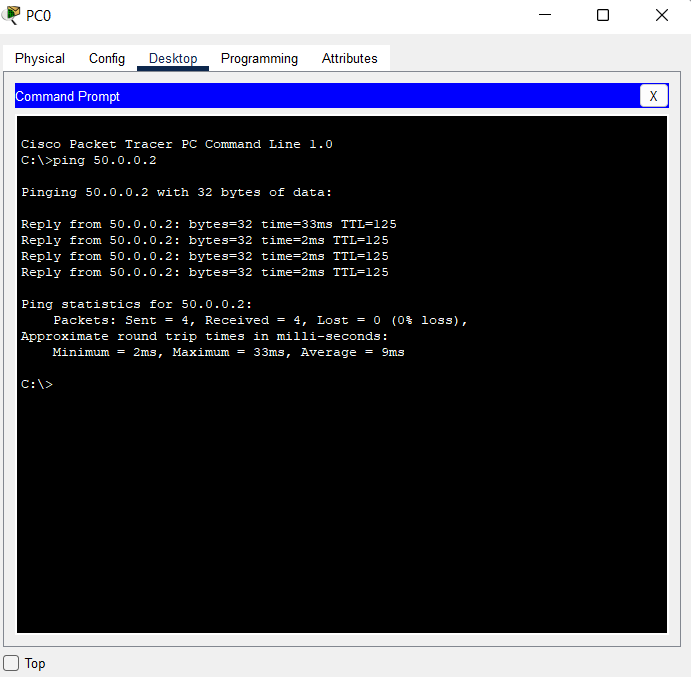 PC0
Physical Config Desktop Programming Attributes
Command Prompt X
Cisco Packet Tracer PC Command Line 1.0
C:\>ping 50.0.0.2
Pinging 50.0.0.2 with 32 bytes of data:
Reply from 50.0.0.2: bytes=32 time=33ms TTL=125
Reply from 50.0.0.2: bytes=32 time=2ms TTL=125
Reply from 50.0.0.2: bytes=32 time=2ms TTL=125
Reply from 50.0.0.2: bytes=32 time=2ms TTL=125
Ping statistics for 50.0.0.2:
    Packets: Sent = 4, Received = 4, Lost = 0 (0% loss),
Approximate round trip times in milli-seconds:
    Minimum = 2ms, Maximum = 33ms, Average = 9ms
C:\>
Top